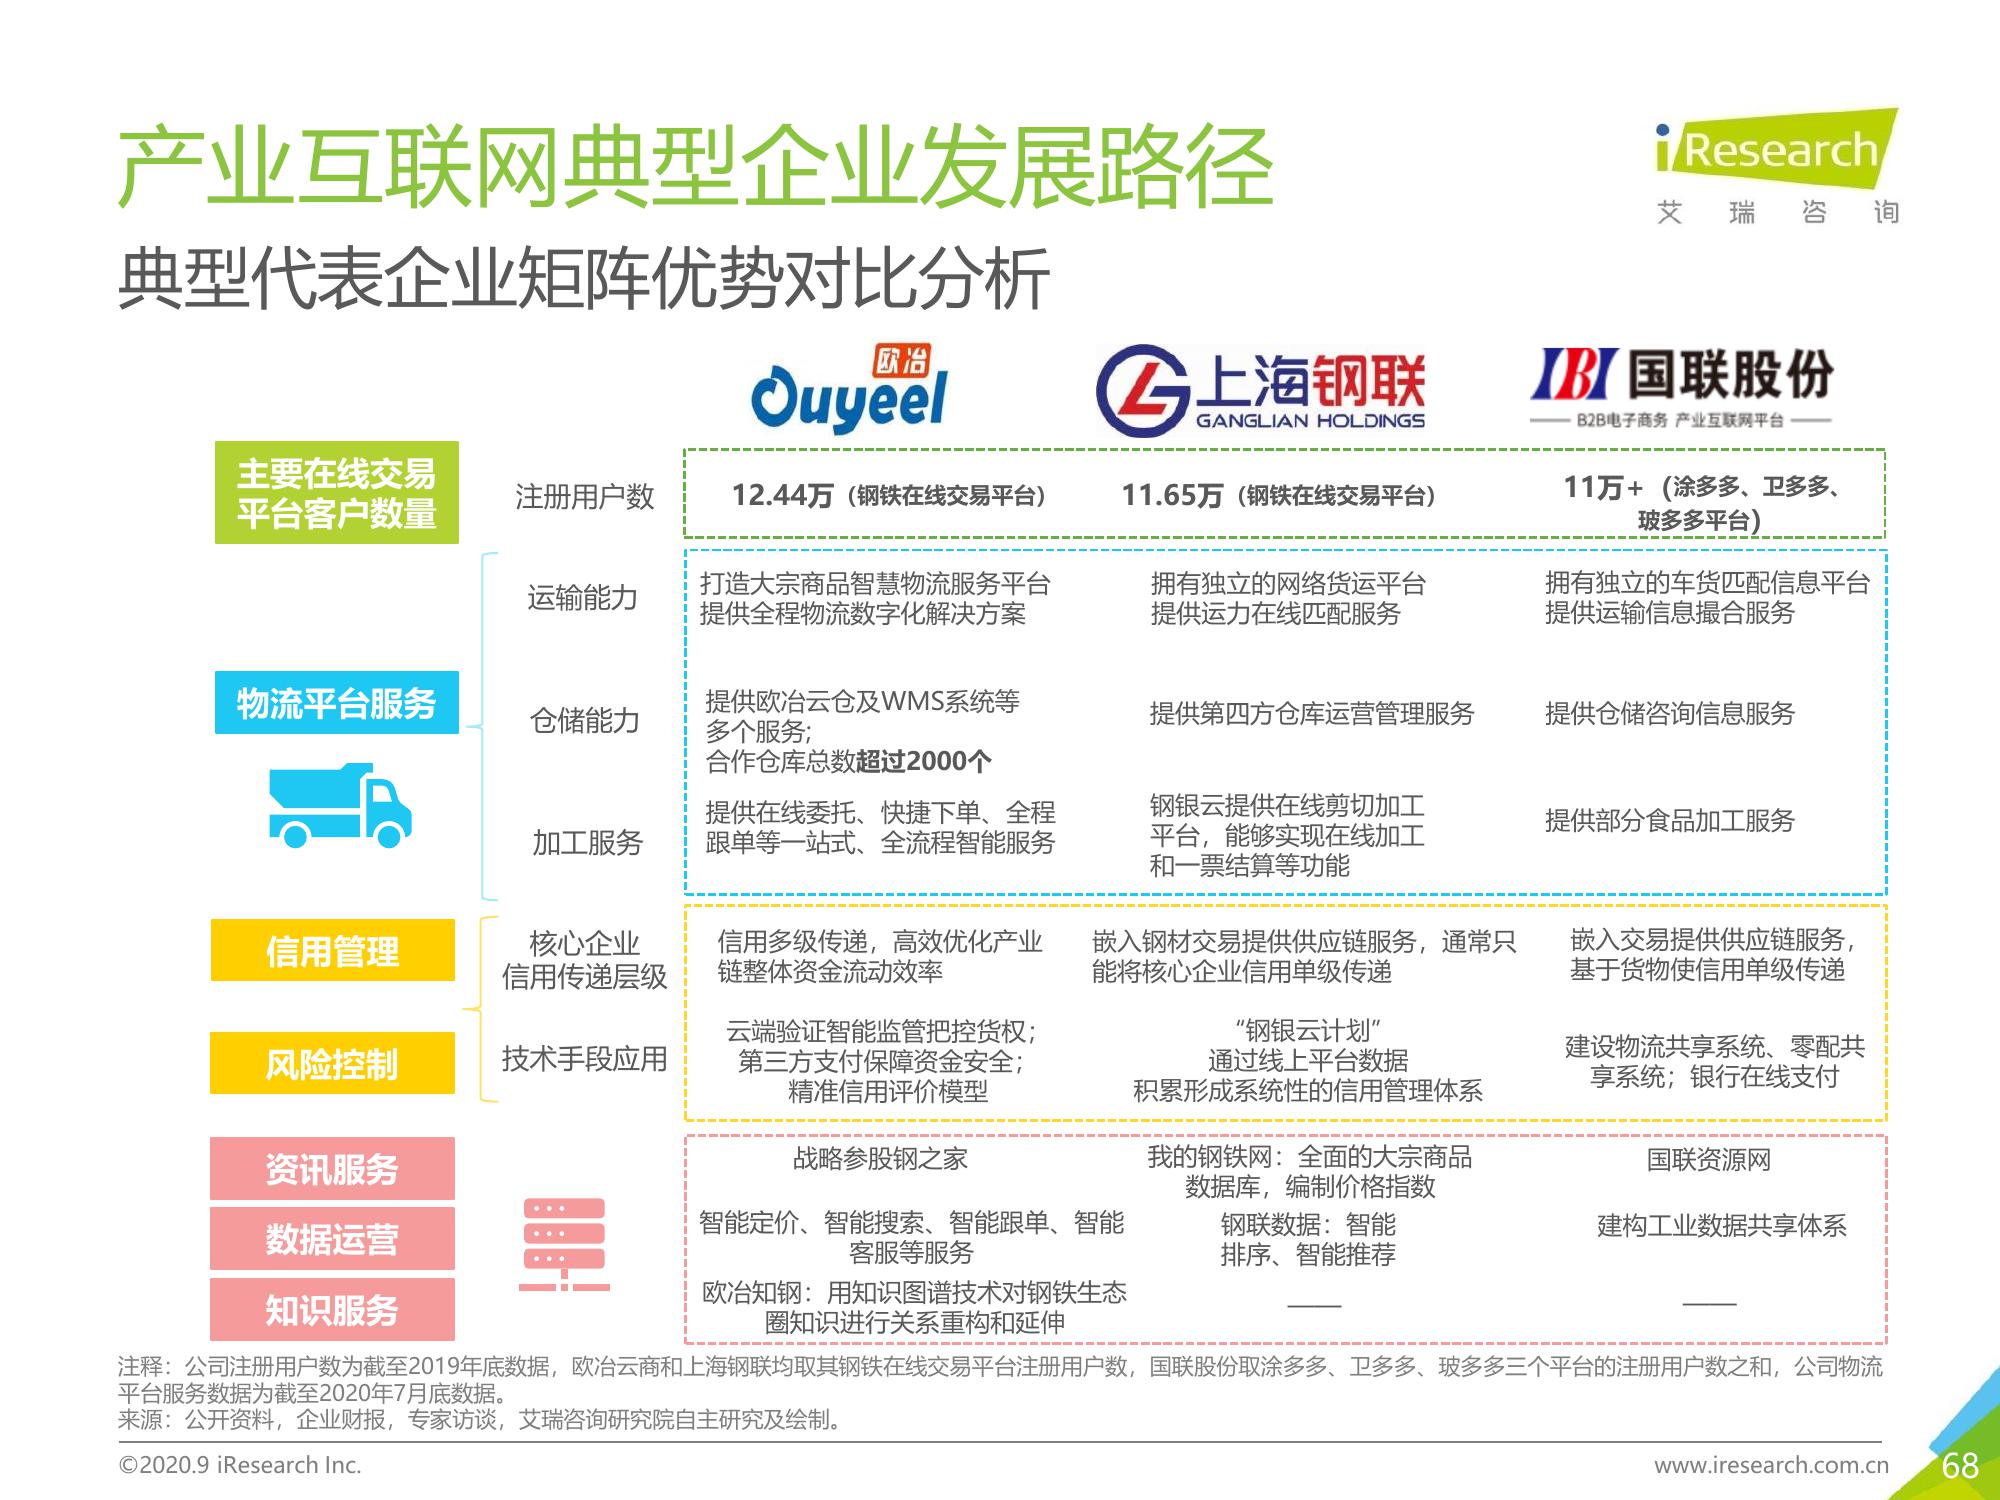 产业互联网典型企业发展路径
iResearch
艾瑞咨询
典型代表企业矩阵优势对比分析
欧冶
Ouyeel
上海钢联
GANGLIAN HOLDINGS
IBI 国联股份
B2B电子商务 产业互联网平台
主要在线交易
平台客户数量
注册用户数
12.44万（钢铁在线交易平台）
11.65万（钢铁在线交易平台）
11万+（涂多多、卫多多、
玻多多平台)
物流平台服务
运输能力
打造大宗商品智慧物流服务平台
提供全程物流数字化解决方案
拥有独立的网络货运平台
提供运力在线匹配服务
拥有独立的车货匹配信息平台
提供运输信息撮合服务
仓储能力
提供欧冶云仓及WMS系统等
多个服务;
合作仓库总数超过2000个
提供第四方仓库运营管理服务
提供仓储咨询信息服务
加工服务
提供在线委托、快捷下单、全程
跟单等一站式、全流程智能服务
钢银云提供在线剪切加工
平台，能够实现在线加工
和一票结算等功能
提供部分食品加工服务
信用管理
核心企业
信用传递层级
信用多级传递，高效优化产业
链整体资金流动效率
嵌入钢材交易提供供应链服务，通常只
能将核心企业信用单级传递
嵌入交易提供供应链服务，
基于货物使信用单级传递
风险控制
技术手段应用
云端验证智能监管把控货权；
第三方支付保障资金安全；
精准信用评价模型
“钢银云计划”
通过线上平台数据
积累形成系统性的信用管理体系
建设物流共享系统、零配共
享系统；银行在线支付
资讯服务
战略参股钢之家
我的钢铁网：全面的大宗商品
数据库，编制价格指数
国联资源网
数据运营
智能定价、智能搜索、智能跟单、智能
客服等服务
钢联数据：智能
排序、智能推荐
建构工业数据共享体系
知识服务
欧冶知钢：用知识图谱技术对钢铁生态
圈知识进行关系重构和延伸
——
——
注释：公司注册用户数为截至2019年底数据，欧冶云商和上海钢联均取其钢铁在线交易平台注册用户数，国联股份取涂多多、卫多多、玻多多三个平台的注册用户数之和，公司物流
平台服务数据为截至2020年7月底数据。
来源：公开资料，企业财报，专家访谈，艾瑞咨询研究院自主研究及绘制。
©2020.9 iResearch Inc.
www.iresearch.com.cn
68